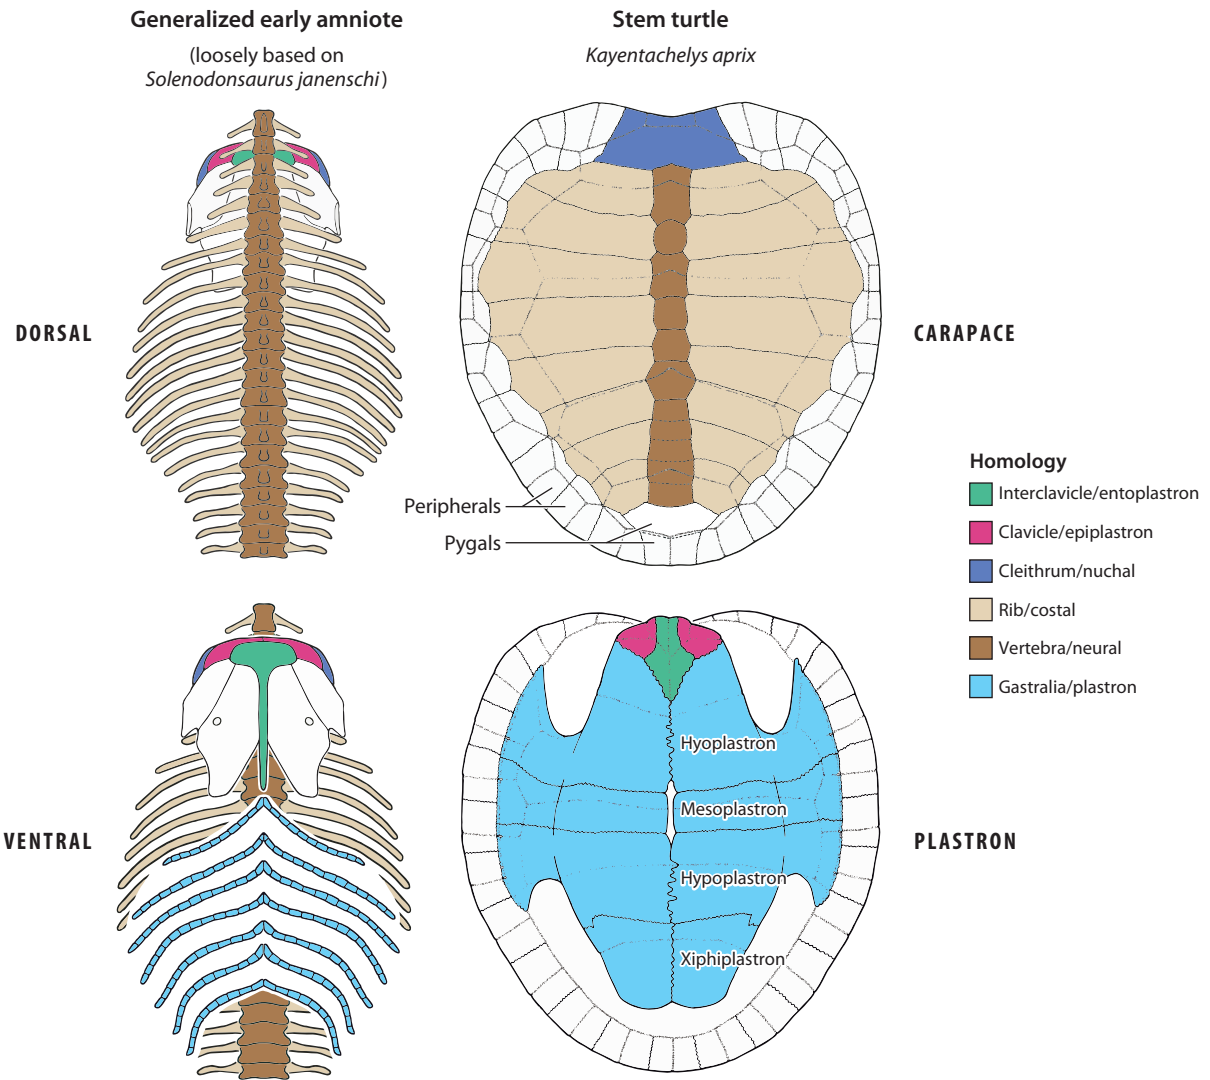 Generalized early amniote
(loosely based on
Solenodonsaurus janenschi)
Stem turtle
Kayentachelys aprix
DORSAL
CARAPACE
Peripherals
Pygals
Homology
Interclavicle/entoplastron
Clavicle/epiplastron
Cleithrum/nuchal
Rib/costal
Vertebra/neural
Gastralia/plastron
VENTRAL
PLASTRON
Hyoplastron
Mesoplastron
Hypoplastron
Xiphiplastron